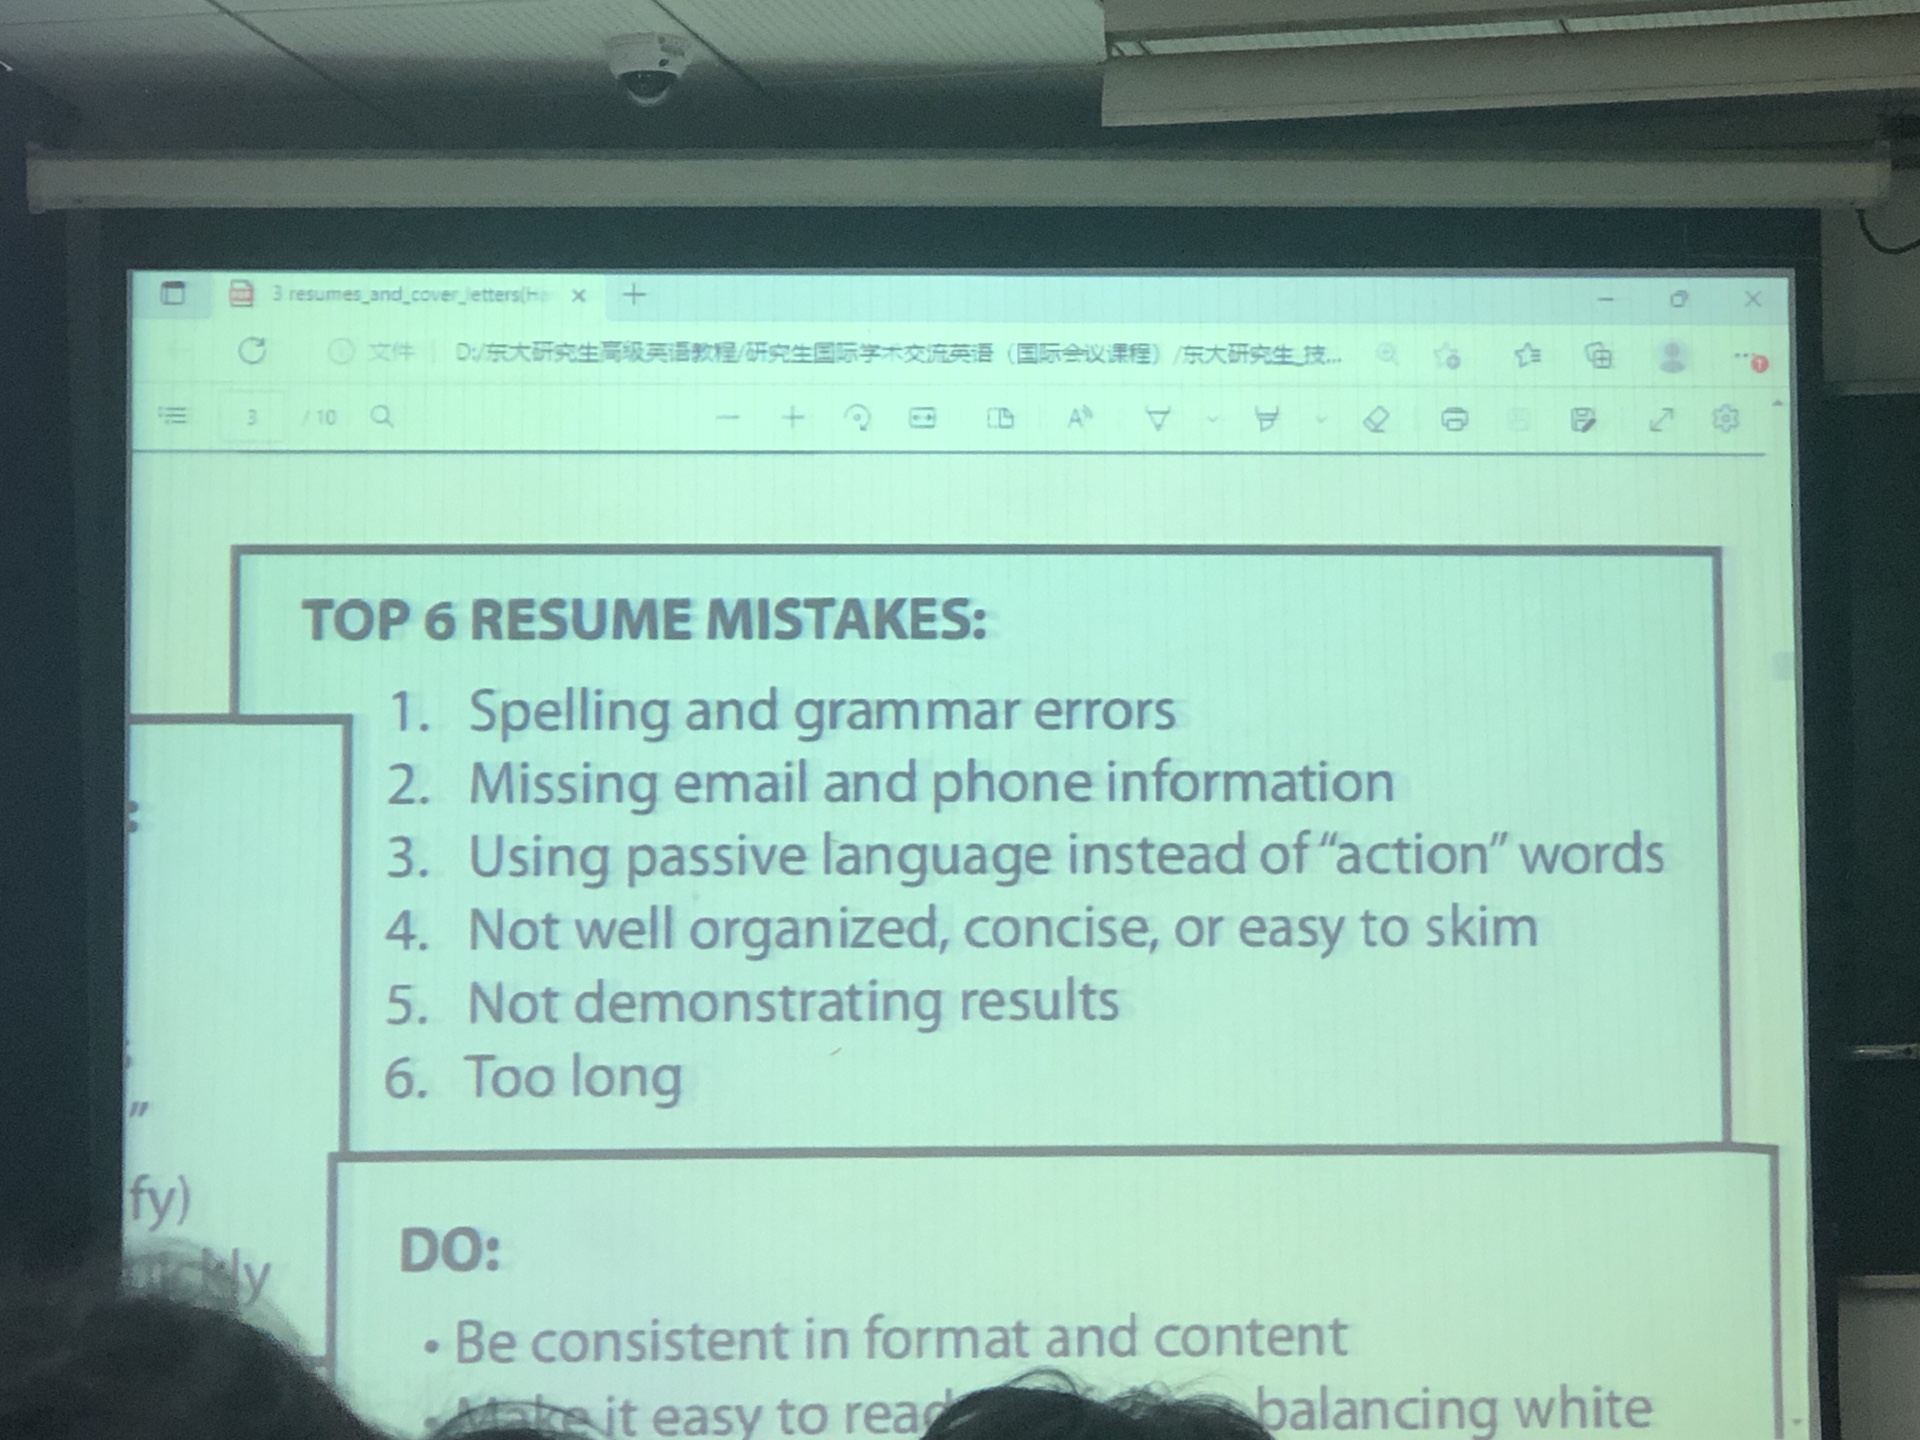 3 resumes_and_cover_letters(Har
文件 D:/东大研究生高级英语教程/研究生国际学术交流英语（国际会议课程）/东大研究生_技...
3 / 10
TOP 6 RESUME MISTAKES:
1. Spelling and grammar errors
2. Missing email and phone information
3. Using passive language instead of “action” words
4. Not well organized, concise, or easy to skim
5. Not demonstrating results
6. Too long
:
”
fy)
DO:
• Be consistent in format and content
• Make it easy to read balancing white